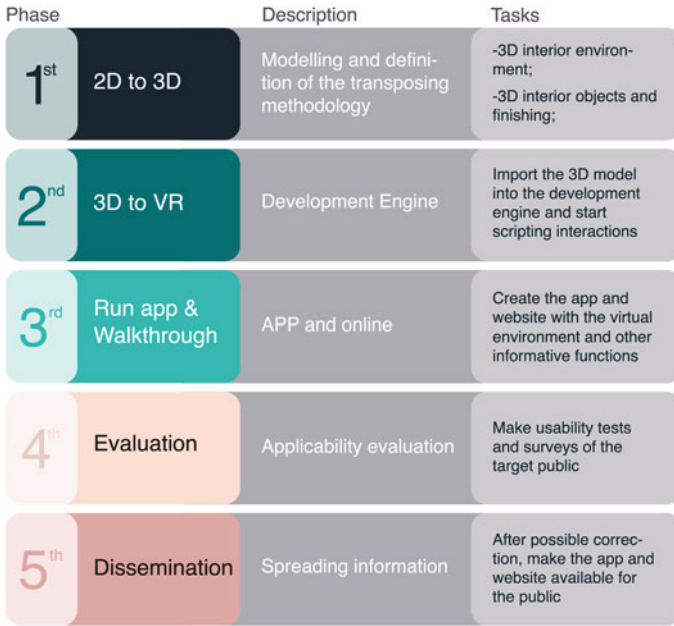 Phase Description Tasks
1st
2D to 3D
Modelling and defini-
tion of the transposing
methodology
-3D interior environ-
ment;
-3D interior objects and
finishing;
2nd
3D to VR
Development Engine
Import the 3D model
into the development
engine and start
scripting interactions
3rd
Run app &
Walkthrough
APP and online
Create the app and
website with the virtual
environment and other
informative functions
4th
Evaluation
Applicability evaluation
Make usability tests
and surveys of the
target public
5th
Dissemination
Spreading information
After possible correc-
tion, make the app and
website available for
the public